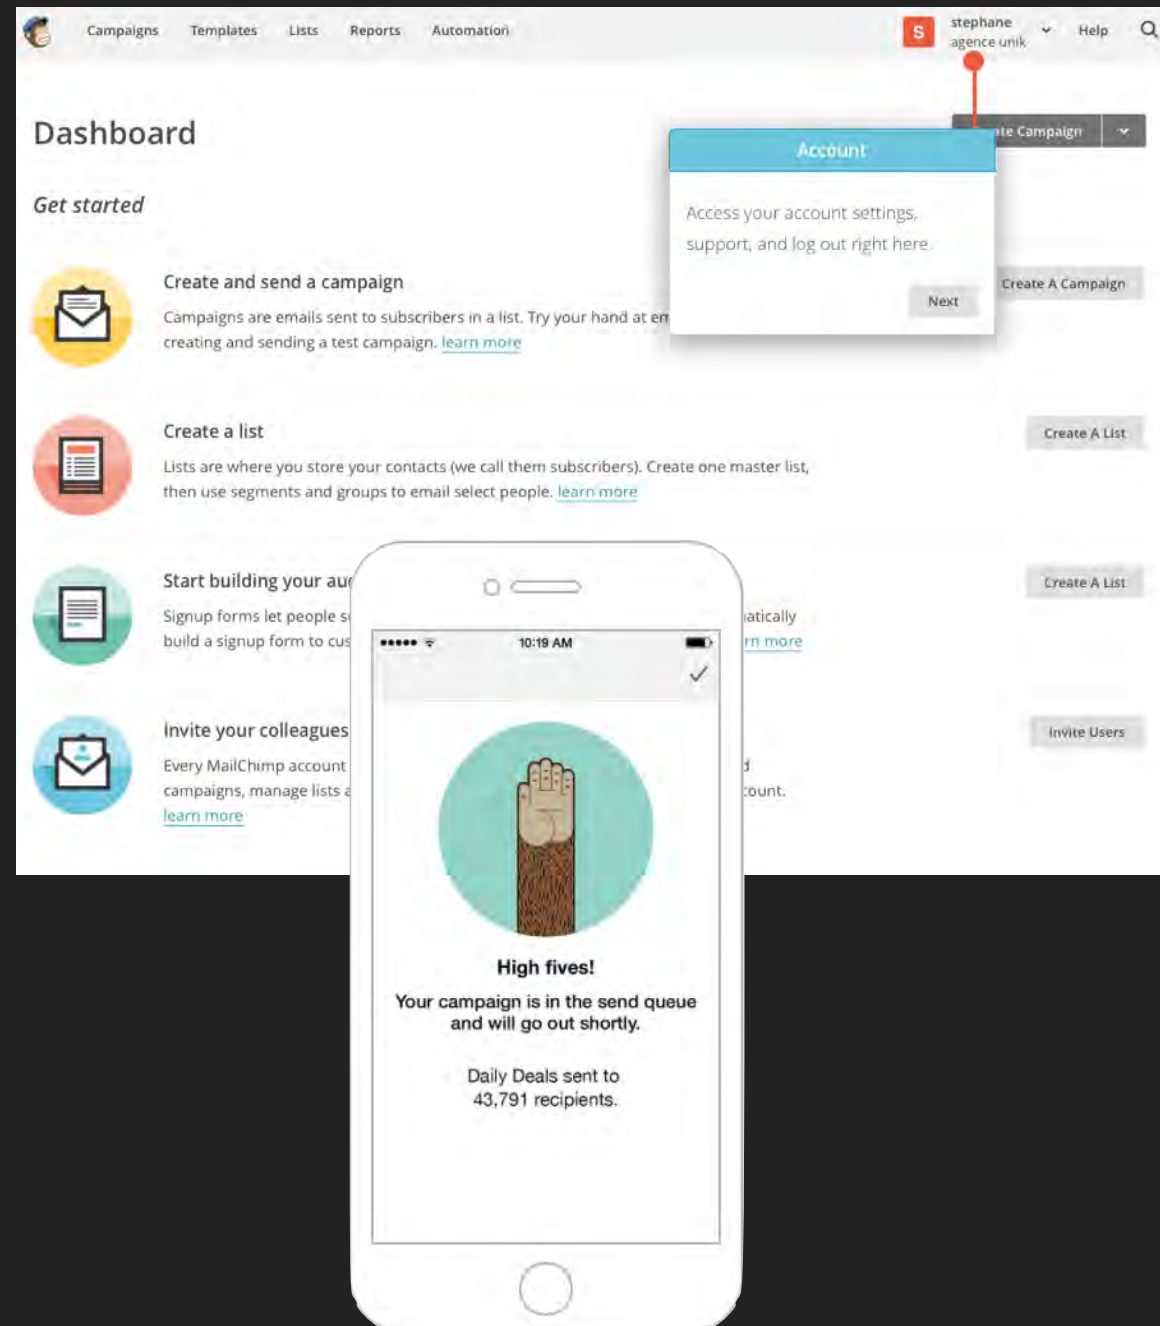 Campaigns Templates Lists Reports Automation
S
stephane
agence unik
Help
Dashboard
ate Campaign
Account
Access your account settings,
support, and log out right here.
Next
Get started
Create and send a campaign
Campaigns are emails sent to subscribers in a list. Try your hand at em
creating and sending a test campaign. learn more
Create A Campaign
Create a list
Lists are where you store your contacts (we call them subscribers). Create one master list,
then use segments and groups to email select people. learn more
Create A List
Start building your aud
Signup forms let people s
atically
build a signup form to cus
rn more
Create A List
Invite your colleagues
Every MailChimp account
d
campaigns, manage lists a
count.
learn more
Invite Users
10:19 AM
High fives!
Your campaign is in the send queue
and will go out shortly.
Daily Deals sent to
43,791 recipients.